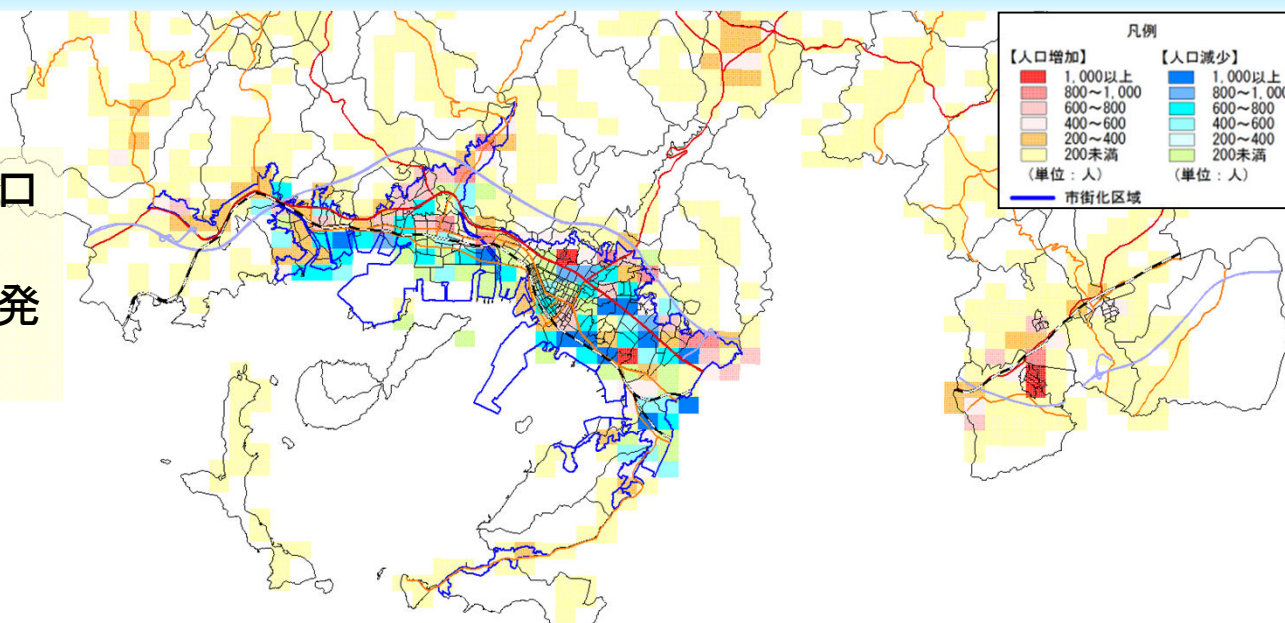 口
発
凡例
【人口増加】 【人口減少】
1,000以上 1,000以上
800～1,000 800～1,000
600～800 600～800
400～600 400～600
200～400 200～400
200未満 200未満
（単位：人） （単位：人）
市街化区域